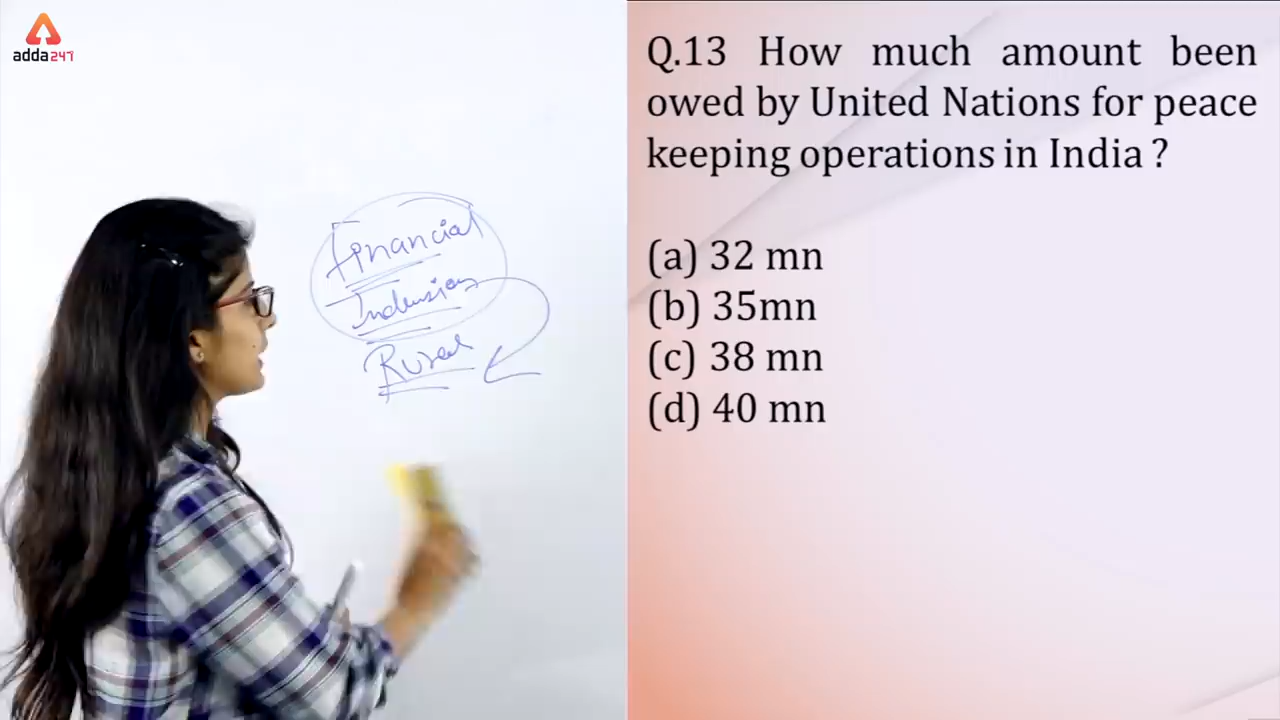 adda247
Financial
Inclusion
Rural
Q.13 How much amount been
owed by United Nations for peace
keeping operations in India ?
(a) 32 mn
(b) 35mn
(c) 38 mn
(d) 40 mn